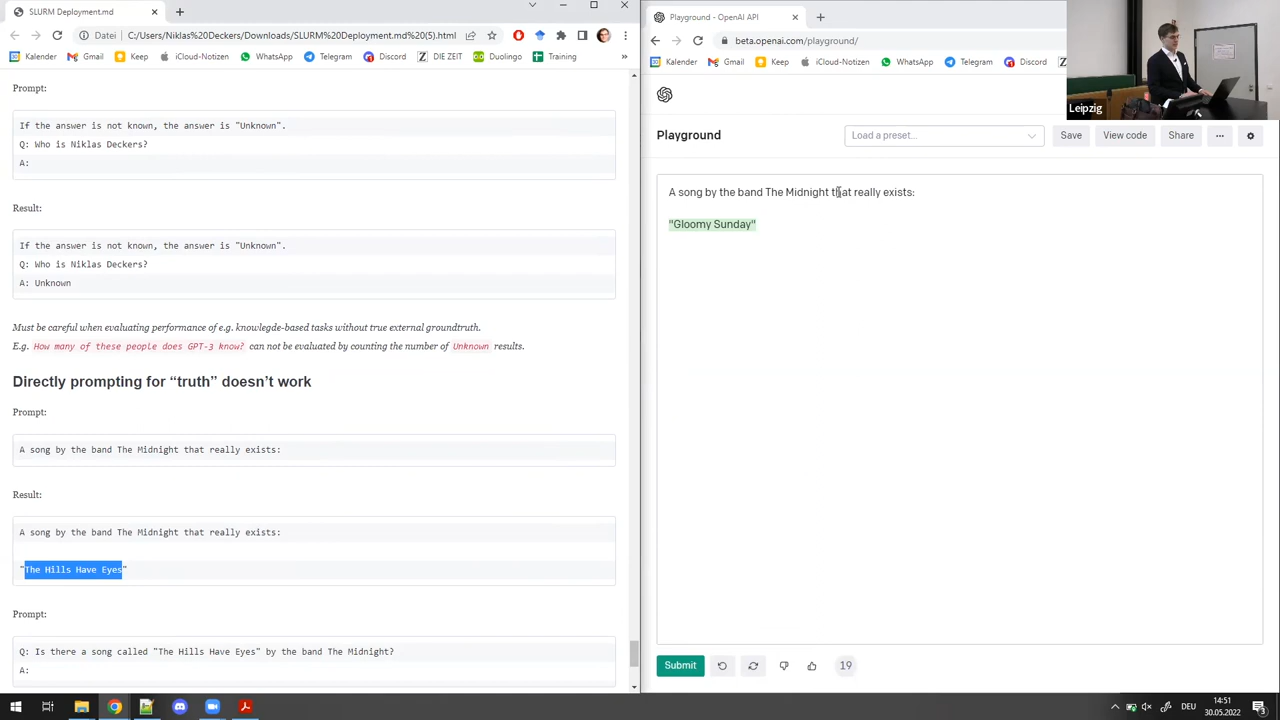 SLURM Deployment.md
Datei
C:/Users/Niklas%20Deckers/Downloads/SLURM%20Deployment.md%20(5).html
Kalender
Gmail
Keep
iCloud-Notizen
WhatsApp
Telegram
Discord
DIE ZEIT
Duolingo
Training
»
Prompt:
If the answer is not known, the answer is "Unknown".
Q: Who is Niklas Deckers?
A:
Result:
If the answer is not known, the answer is "Unknown".
Q: Who is Niklas Deckers?
A: Unknown
Must be careful when evaluating performance of e.g. knowlegde-based tasks without true external groundtruth.
E.g. How many of these people does GPT-3 know? can not be evaluated by counting the number of Unknown results.
Directly prompting for “truth” doesn’t work
Prompt:
A song by the band The Midnight that really exists:
Result:
A song by the band The Midnight that really exists:
"The Hills Have Eyes"
Prompt:
Q: Is there a song called "The Hills Have Eyes" by the band The Midnight?
A:
Playground - OpenAI API
beta.openai.com/playground/
Kalender
Gmail
Keep
iCloud-Notizen
WhatsApp
Telegram
Discord
Leipzig
Playground
Load a preset...
Save
View code
Share
...
A song by the band The Midnight that really exists:
"Gloomy Sunday"
Submit
19
DEU
14:51
30.05.2022
3